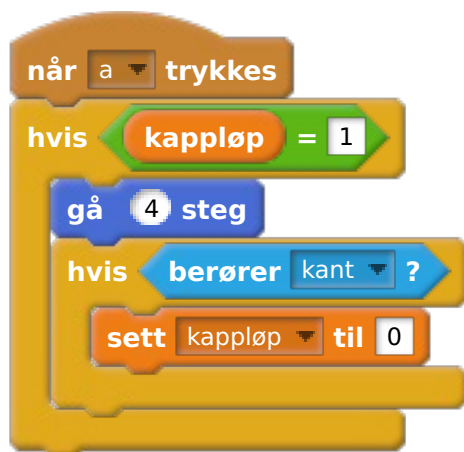 når a trykkes
hvis kappløp = 1
gå 4 steg
hvis berører kant ?
sett kappløp til 0